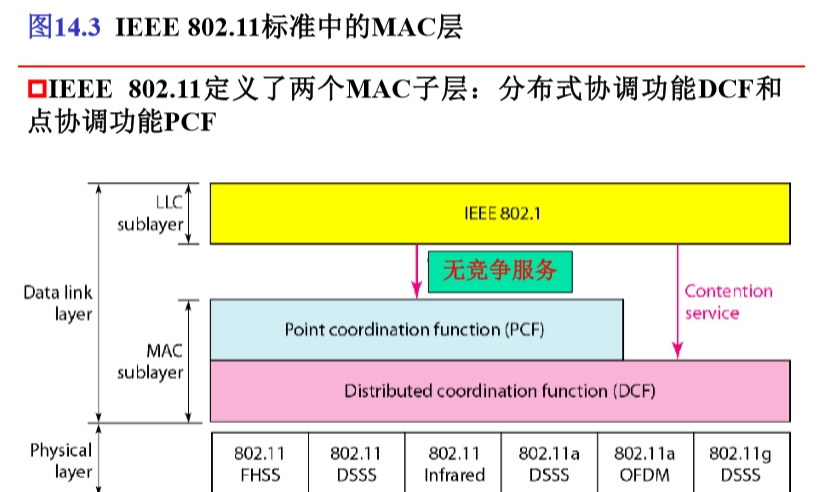 图14.3 IEEE 802.11标准中的MAC层
IEEE 802.11定义了两个MAC子层：分布式协调功能DCF和
点协调功能PCF
LLC
sublayer
IEEE 802.1
无竞争服务
Data link
layer
Contention
service
Point coordination function (PCF)
MAC
sublayer
Distributed coordination function (DCF)
Physical
layer
802.11
FHSS
802.11
DSSS
802.11
Infrared
802.11a
DSSS
802.11a
OFDM
802.11g
DSSS